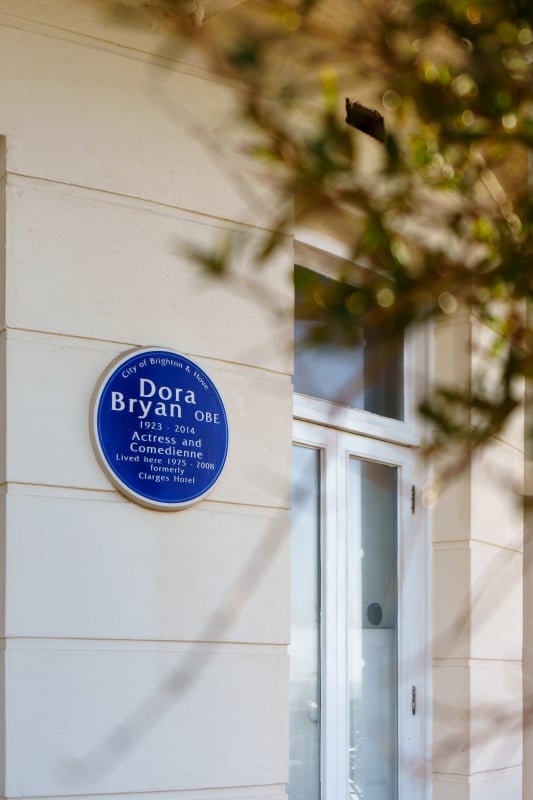 City of Brighton & Hove
Dora
Bryan OBE
1923 - 2014
Actress and
Comedienne
Lived here 1975 - 2008
formerly
Clarges Hotel